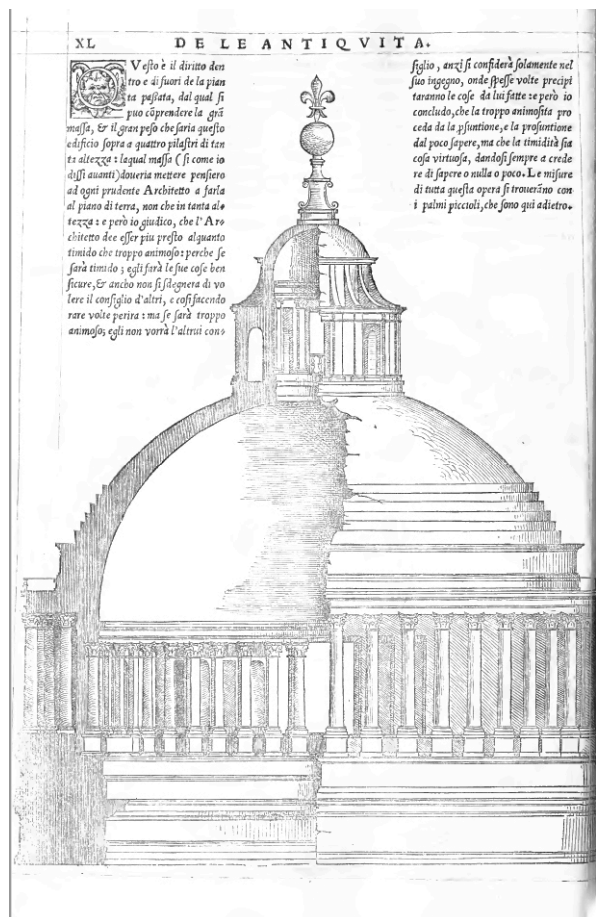 XL
DE LE ANTIQVITA.
QVesto è il diritto den
tro e di fuori de la pian
ta passata, dal qual si
puo cõprendere la grã
massa, & il gran peso che saria questo
edificio sopra a quattro pilastri di tan
ta altezza: laqual massa (si come io
dissi auanti) doueria mettere pensiero
ad ogni prudente Architetto a farla
al piano di terra, non che in tanta al⸗
tezza: e però io giudico, che l'Ar⸗
chitetto dee esser piu presto alquanto
timido che troppo animoso: perche se
sarà timido; egli farà le sue cose ben
sicure, & ancho non si sdegnera di vo
lere il consiglio d'altri, e cosi facendo
rare volte perira: ma se sarà troppo
animoso; egli non vorrà l'altrui con⸗
siglio, anzi si confiderà solamente nel
suo ingegno, onde spesse volte precipi
taranno le cose da lui fatte: e però io
concludo, che la troppo animosita pro
ceda da la psuntione, e la prosuntione
dal poco sapere, ma che la timidità sia
cosa virtuosa, dandosi sempre a crede
re di sapere o nulla o poco. Le misure
di tutta questa opera si troueràno con
i palmi piccioli, che sono qui adietro.